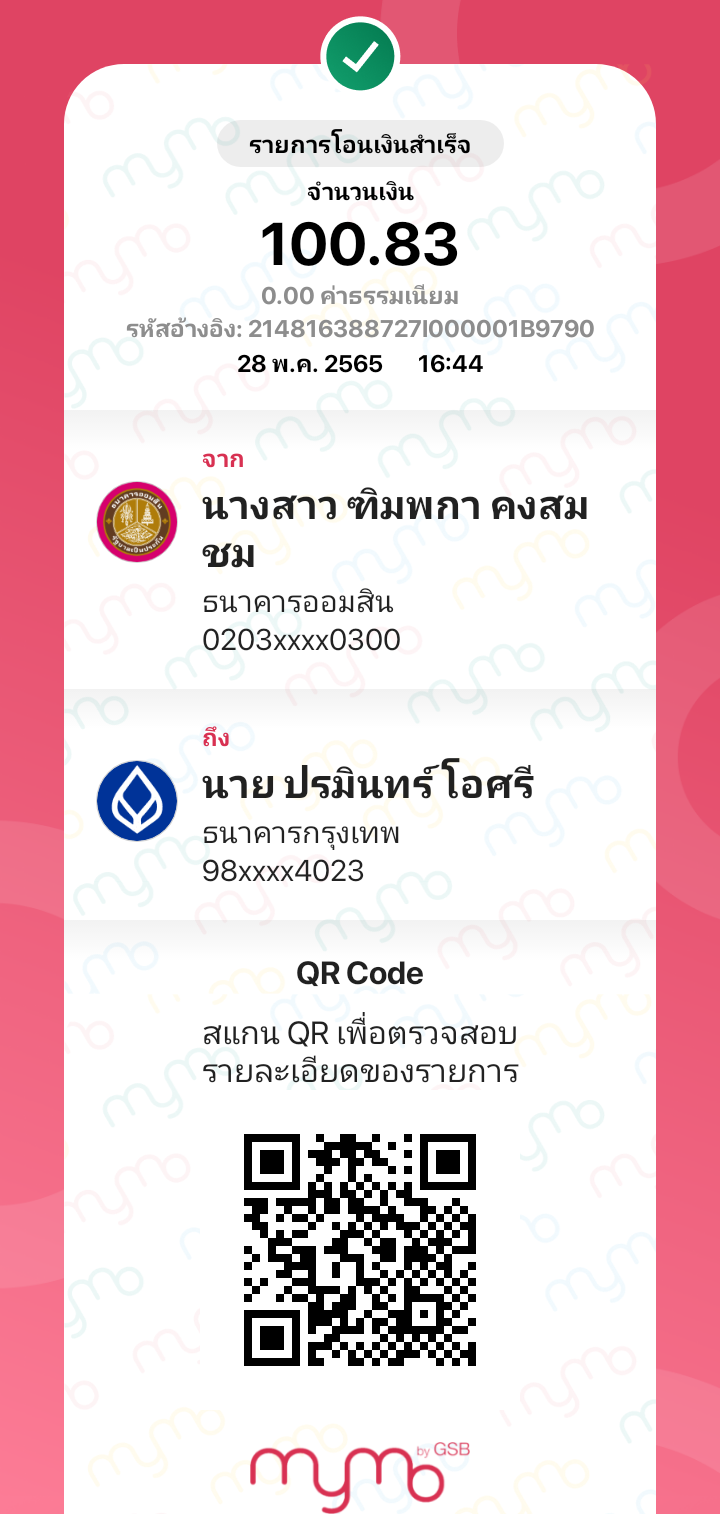 รายการโอนเงินสำเร็จ
จำนวนเงิน
100.83
0.00 ค่าธรรมเนียม
รหัสอ้างอิง: 214816388727I000001B9790
28 พ.ค. 2565 16:44
จาก
นางสาว ฑิมพกา คงสม
ชม
ธนาคารออมสิน
0203xxxx0300
ถึง
นาย ปรมินทร์ โอศรี
ธนาคารกรุงเทพ
98xxxx4023
QR Code
สแกน QR เพื่อตรวจสอบ
รายละเอียดของรายการ
mymo by GSB